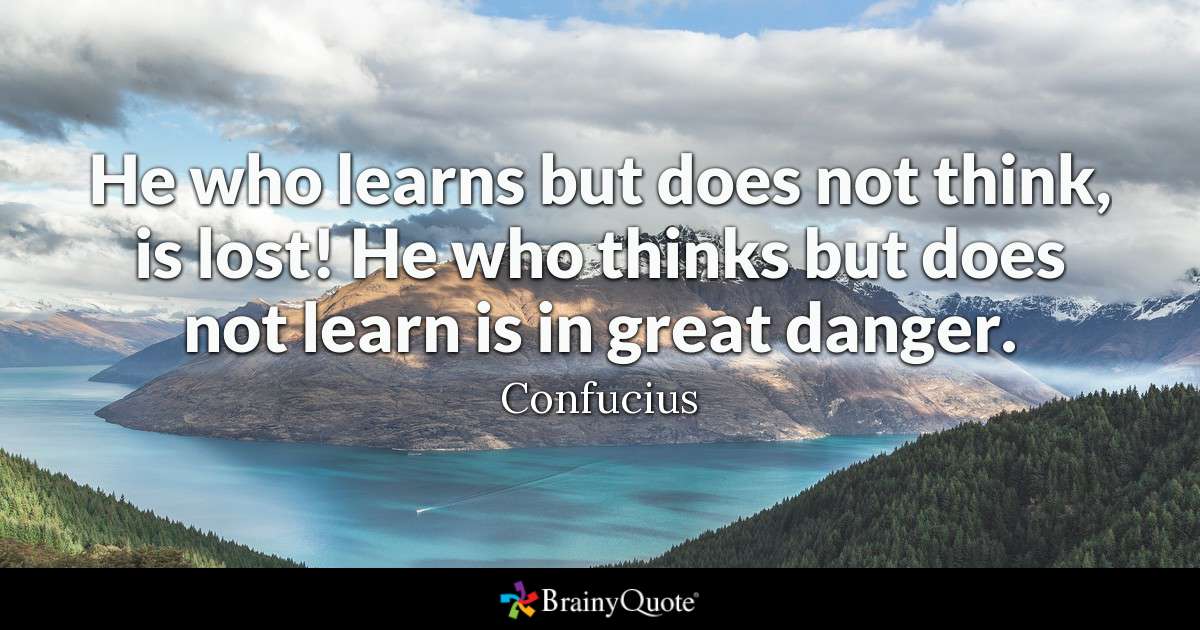 He who learns but does not think,
is lost! He who thinks but does
not learn is in great danger.
Confucius
BrainyQuote®